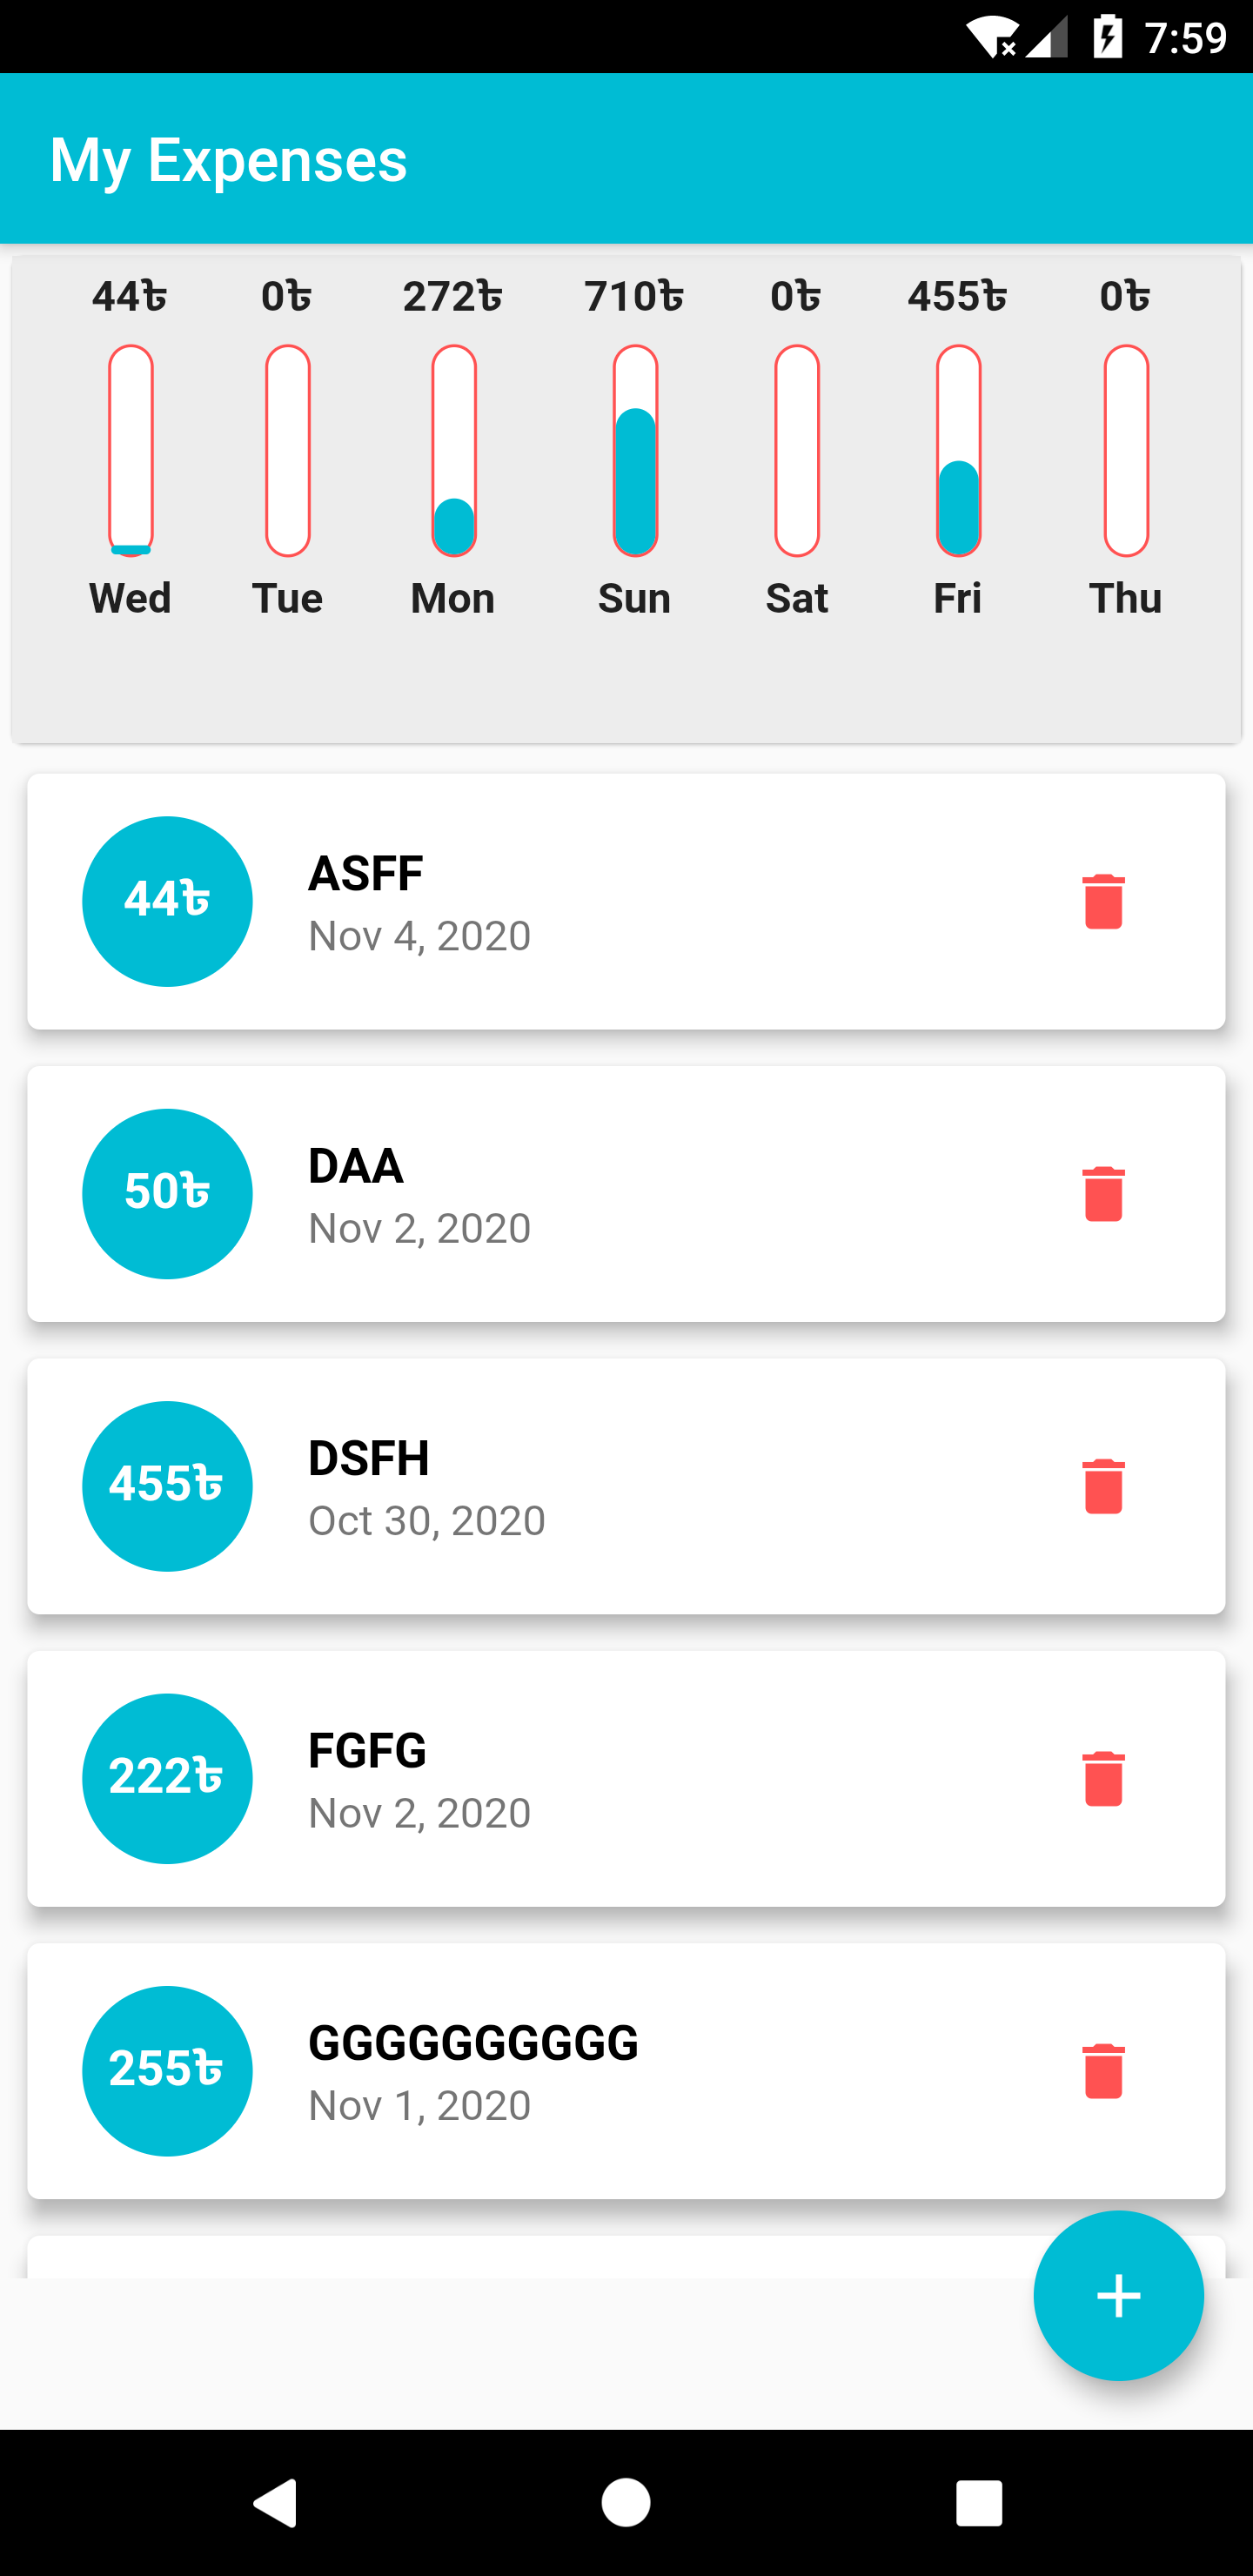 7:59
My Expenses
44৳ 0৳ 272৳ 710৳ 0৳ 455৳ 0৳
Wed Tue Mon Sun Sat Fri Thu
44৳
ASFF
Nov 4, 2020
50৳
DAA
Nov 2, 2020
455৳
DSFH
Oct 30, 2020
222৳
FGFG
Nov 2, 2020
255৳
GGGGGGGGGG
Nov 1, 2020